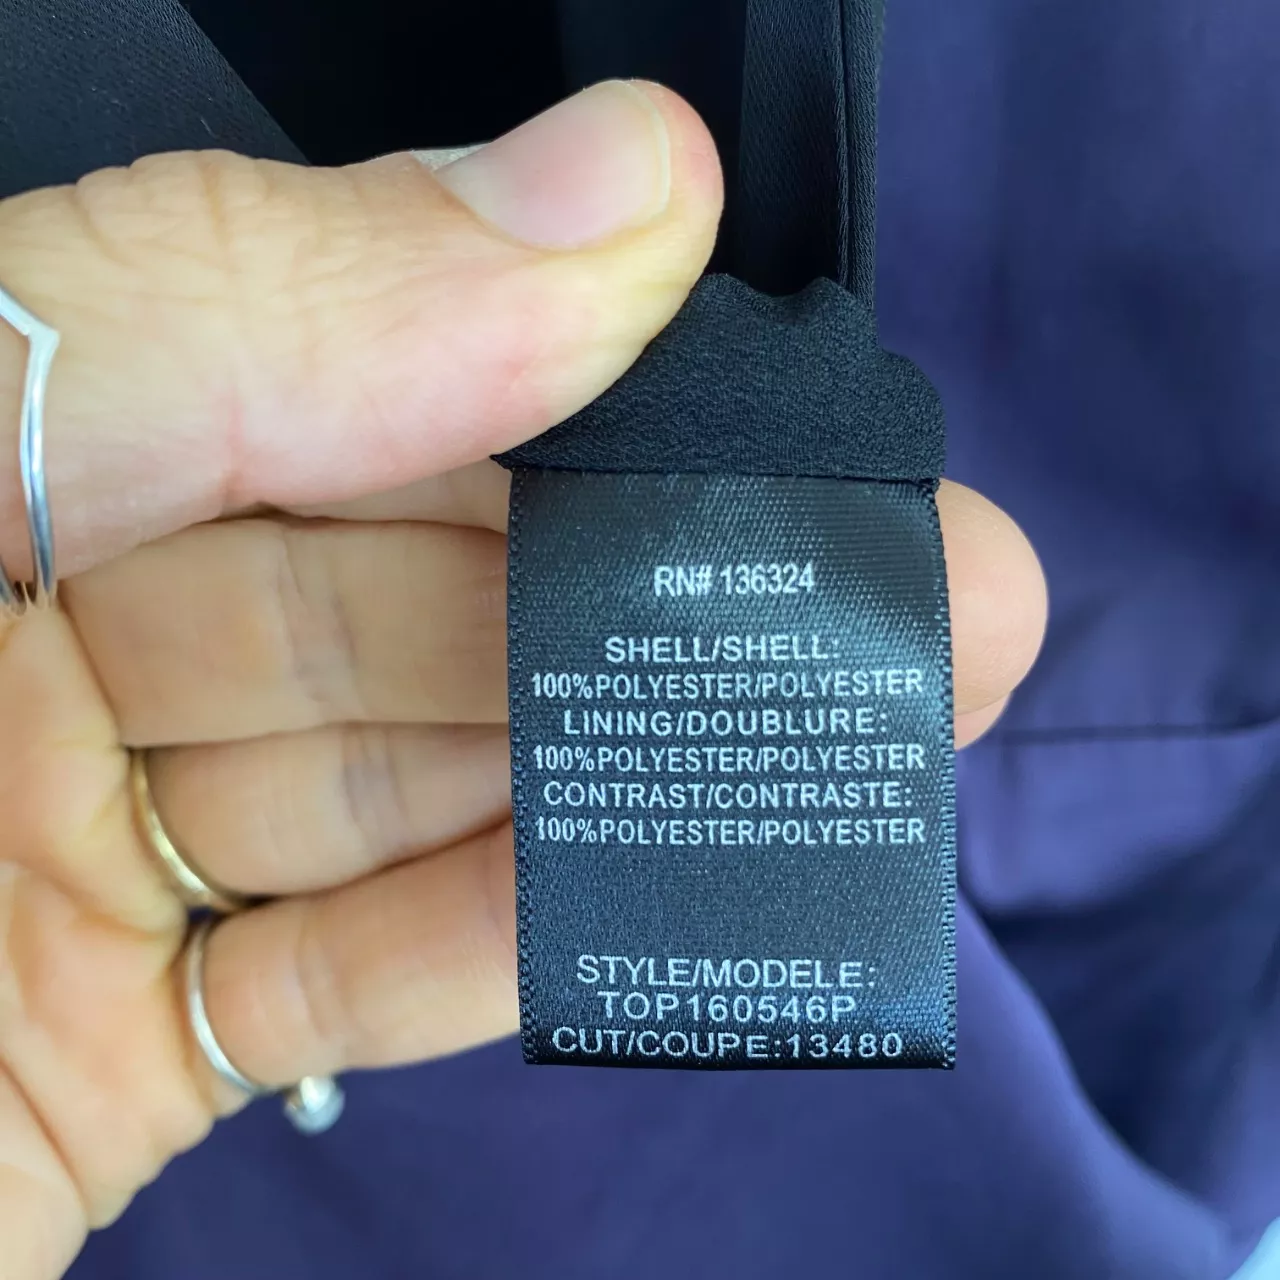 RN# 136324
SHELL/SHELL:
100%POLYESTER/POLYESTER
LINING/DOUBLURE:
100%POLYESTER/POLYESTER
CONTRAST/CONTRASTE:
100%POLYESTER/POLYESTER
STYLE/MODELE:
TOP160546P
CUT/COUPE:13480